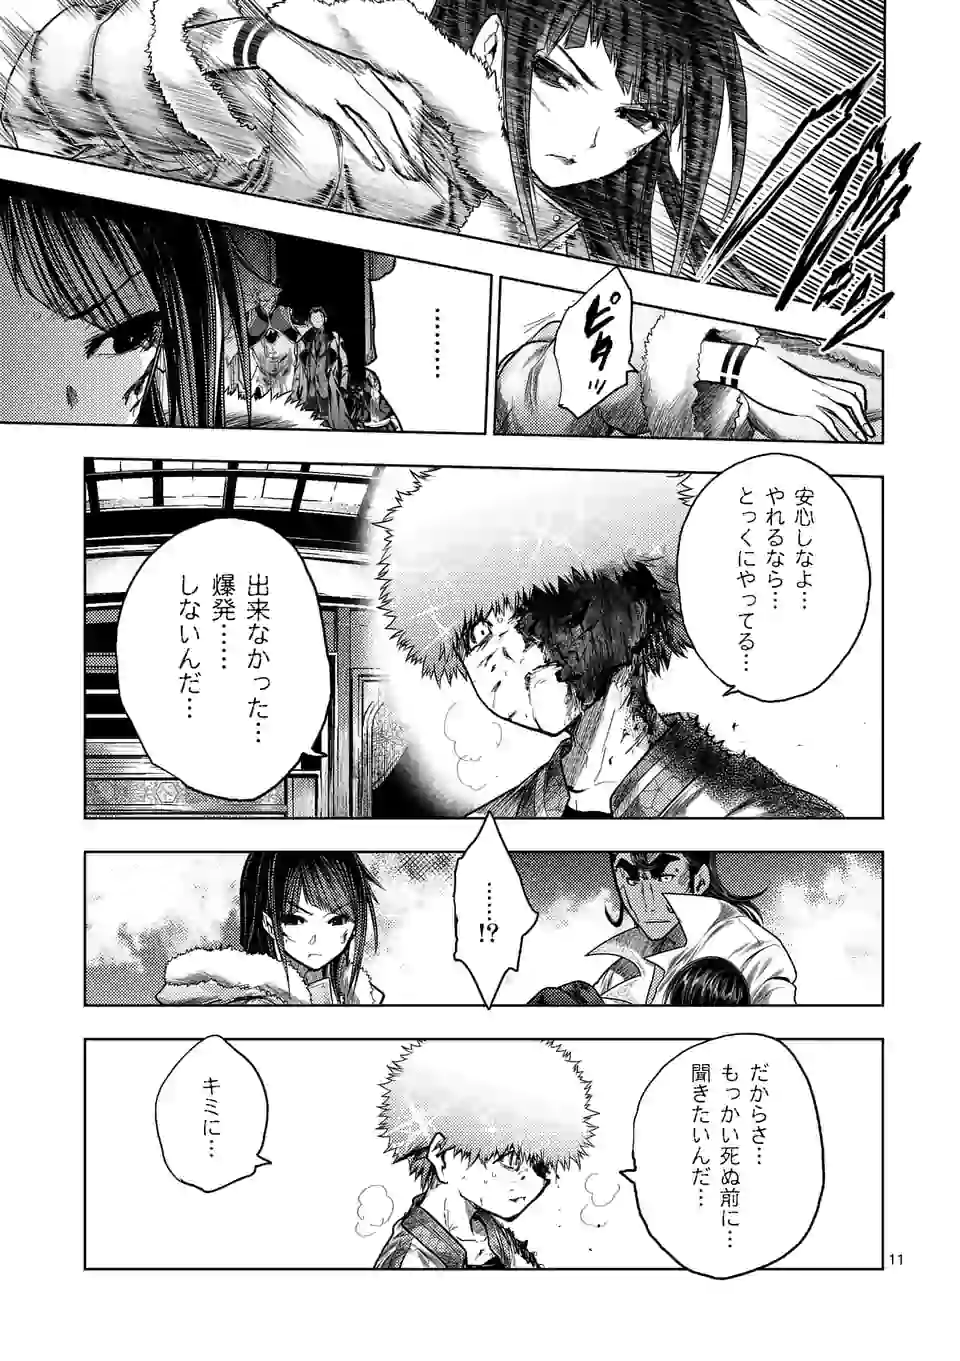 ピタッ
………
安心しなよ…
やれるなら…
とっくにやってる…
出来なかった…
爆発……
しないんだ…
……!?
だからさ…
もっかい死ぬ前に…
聞きたいんだ…
キミに…
11